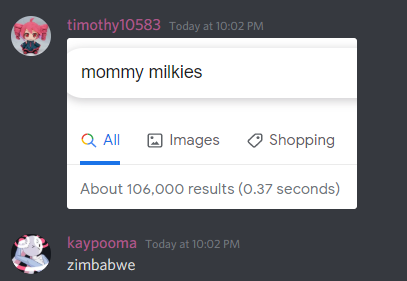 timothy10583 Today at 10:02 PM
mommy milkies
All Images Shopping
About 106,000 results (0.37 seconds)
kaypooma Today at 10:02 PM
zimbabwe